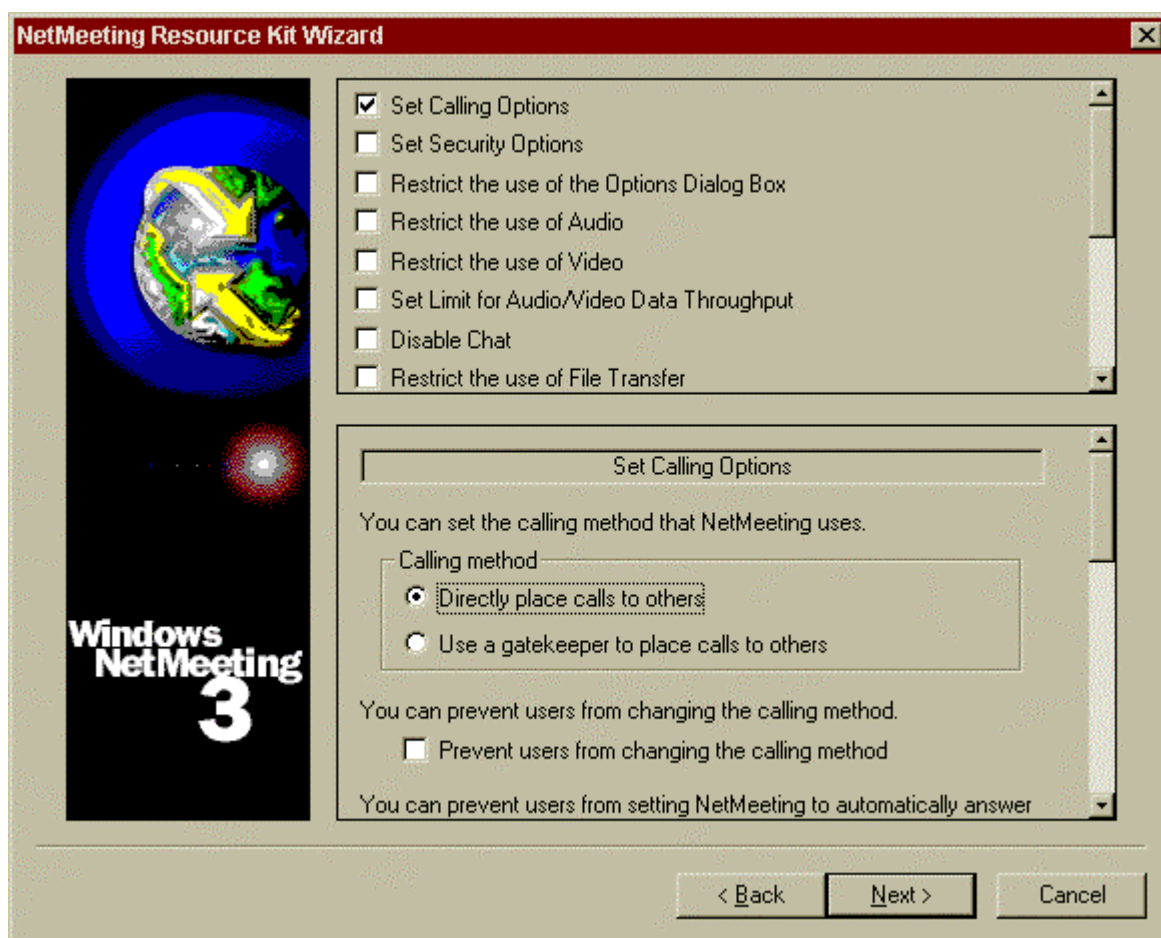 NetMeeting Resource Kit Wizard
Set Calling Options
Set Security Options
Restrict the use of the Options Dialog Box
Restrict the use of Audio
Restrict the use of Video
Set Limit for Audio/Video Data Throughput
Disable Chat
Restrict the use of File Transfer
Set Calling Options
You can set the calling method that NetMeeting uses.
Calling method
Directly place calls to others
Use a gatekeeper to place calls to others
You can prevent users from changing the calling method.
Prevent users from changing the calling method
You can prevent users from setting NetMeeting to automatically answer
Windows
NetMeeting
3
< Back
Next >
Cancel